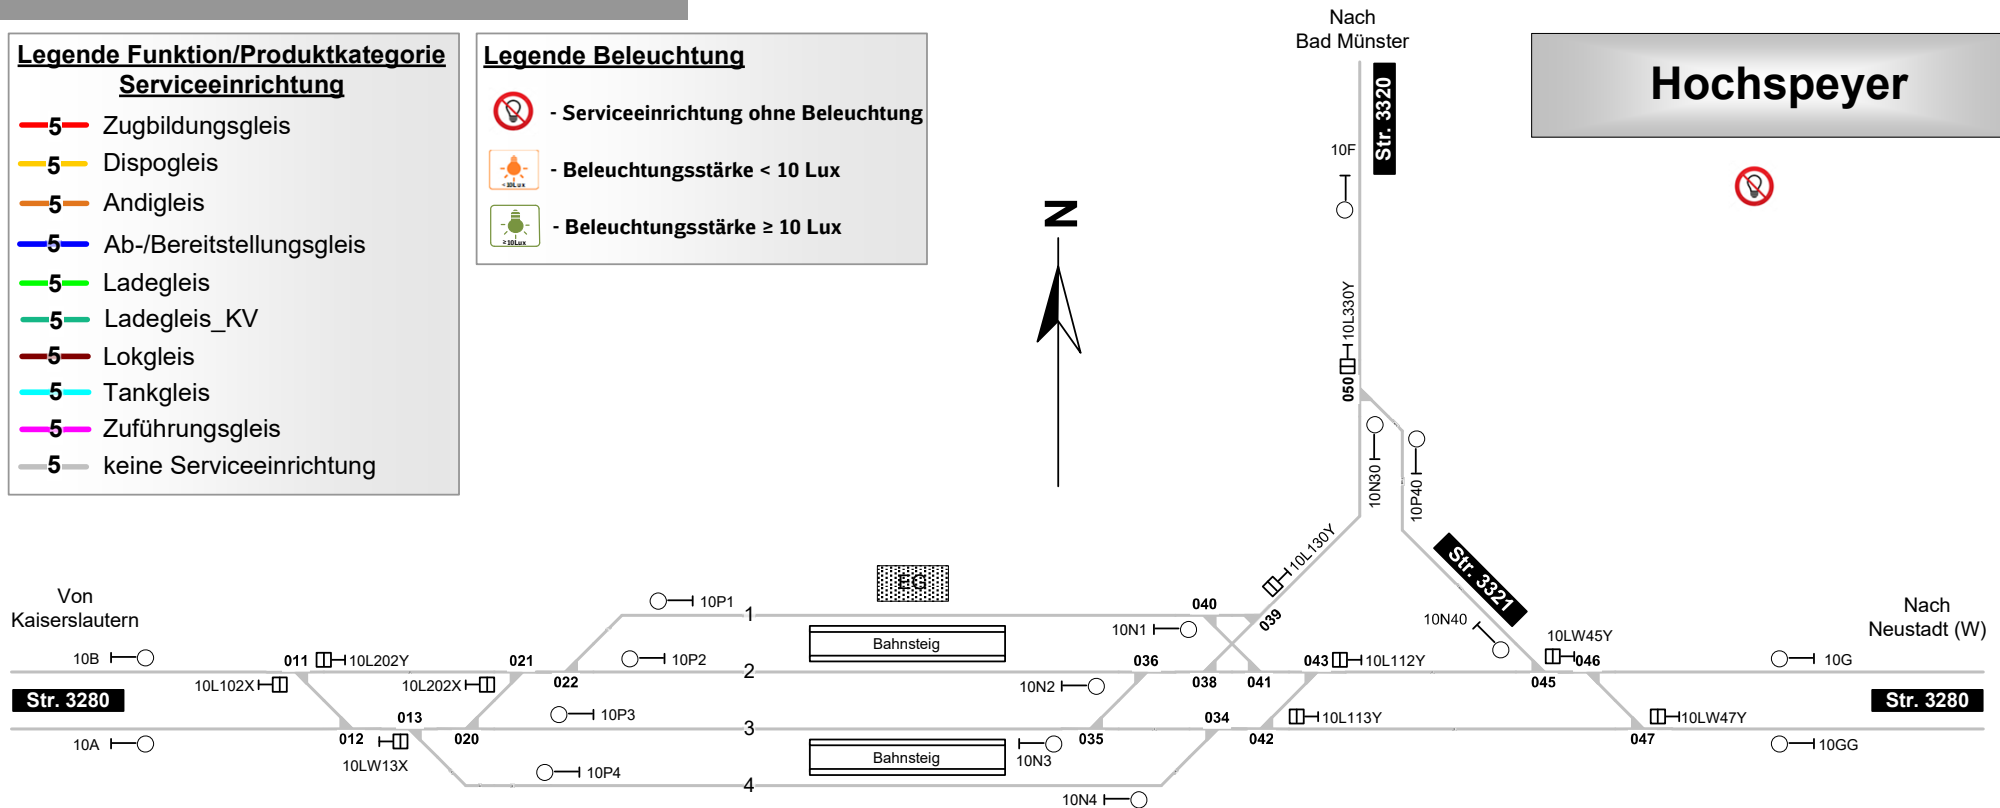 Legende Funktion/Produktkategorie
Serviceeinrichtung
5 Zugbildungsgleis
5 Dispogleis
5 Andigleis
5 Ab-/Bereitstellungsgleis
5 Ladegleis
5 Ladegleis_KV
5 Lokgleis
5 Tankgleis
5 Zuführungsgleis
5 keine Serviceeinrichtung
Legende Beleuchtung
- Serviceeinrichtung ohne Beleuchtung
<10Lux - Beleuchtungsstärke < 10 Lux
≥10Lux - Beleuchtungsstärke ≥ 10 Lux
N
Nach
Bad Münster
Str. 3320
Hochspeyer
10F
10L330Y
050
10N30
10P40
10L130Y
Str. 3321
Von
Kaiserslautern
EG
10P1
1
040
039
10N1
10N40
10LW45Y
Nach
Neustadt (W)
10B
011
10L202Y
021
10P2
Bahnsteig
036
043
10L112Y
046
10G
10L102X
10L202X
022
2
10N2
038
041
045
Str. 3280
013
10P3
034
10L113Y
10LW47Y
Str. 3280
10A
012
020
3
035
042
047
10GG
10LW13X
10P4
Bahnsteig
10N3
4
10N4